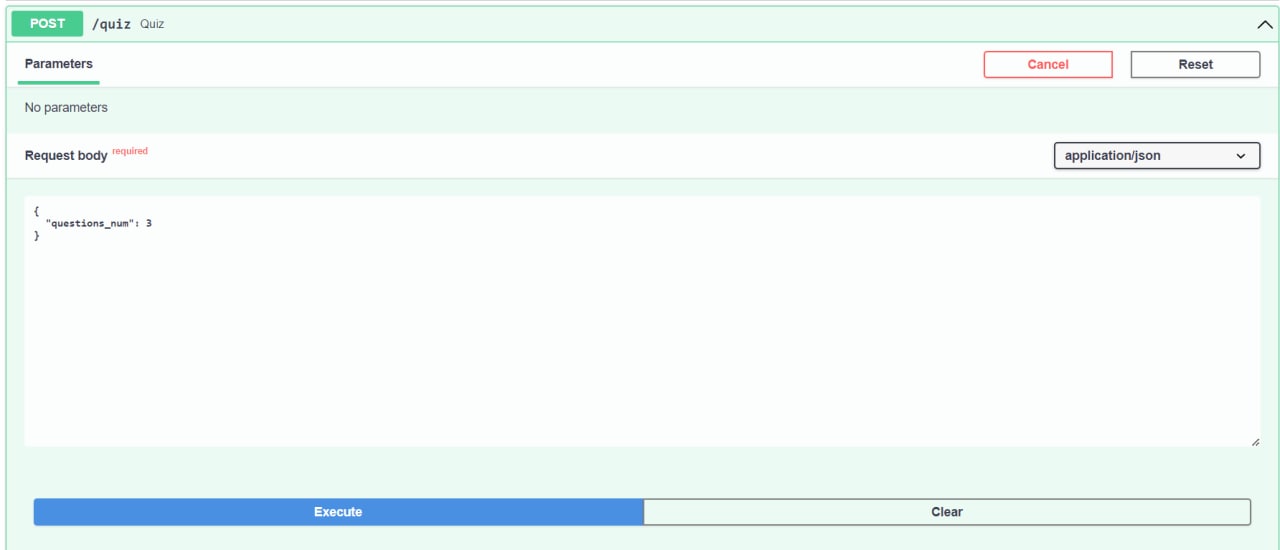 POST /quiz Quiz
Parameters
Cancel
Reset
No parameters
Request body required
application/json
{
  "questions_num": 3
}
Execute
Clear